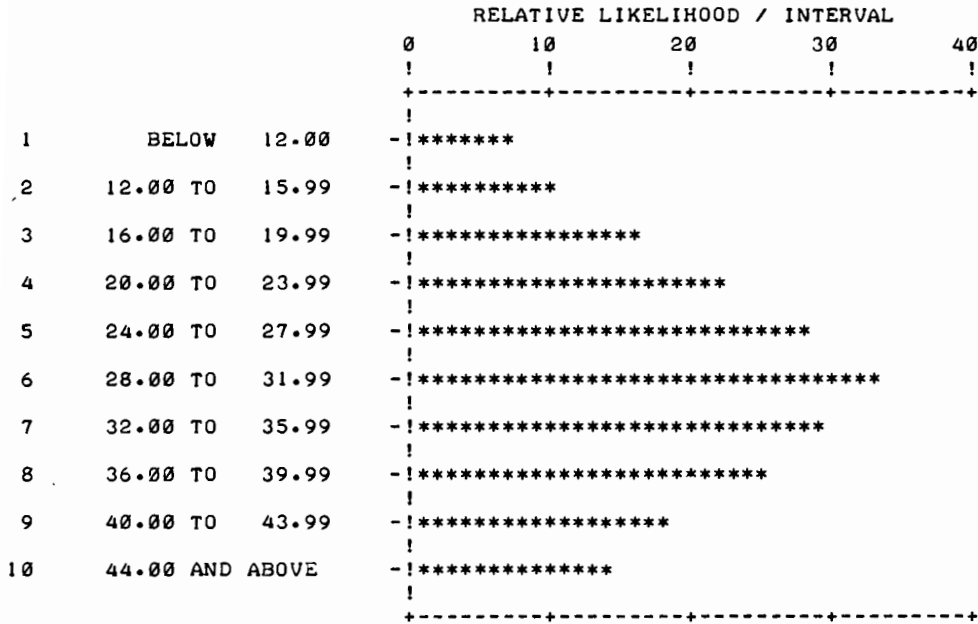 RELATIVE LIKELIHOOD / INTERVAL
0 10 20 30 40
! ! ! ! !
+---------+---------+---------+---------+
!
1 BELOW 12.00 -!*******
!
2 12.00 TO 15.99 -!**********
!
3 16.00 TO 19.99 -!****************
!
4 20.00 TO 23.99 -!**********************
!
5 24.00 TO 27.99 -!****************************
!
6 28.00 TO 31.99 -!*********************************
!
7 32.00 TO 35.99 -!*****************************
!
8 36.00 TO 39.99 -!*************************
!
9 40.00 TO 43.99 -!******************
!
10 44.00 AND ABOVE -!**************
!
+---------+---------+---------+---------+